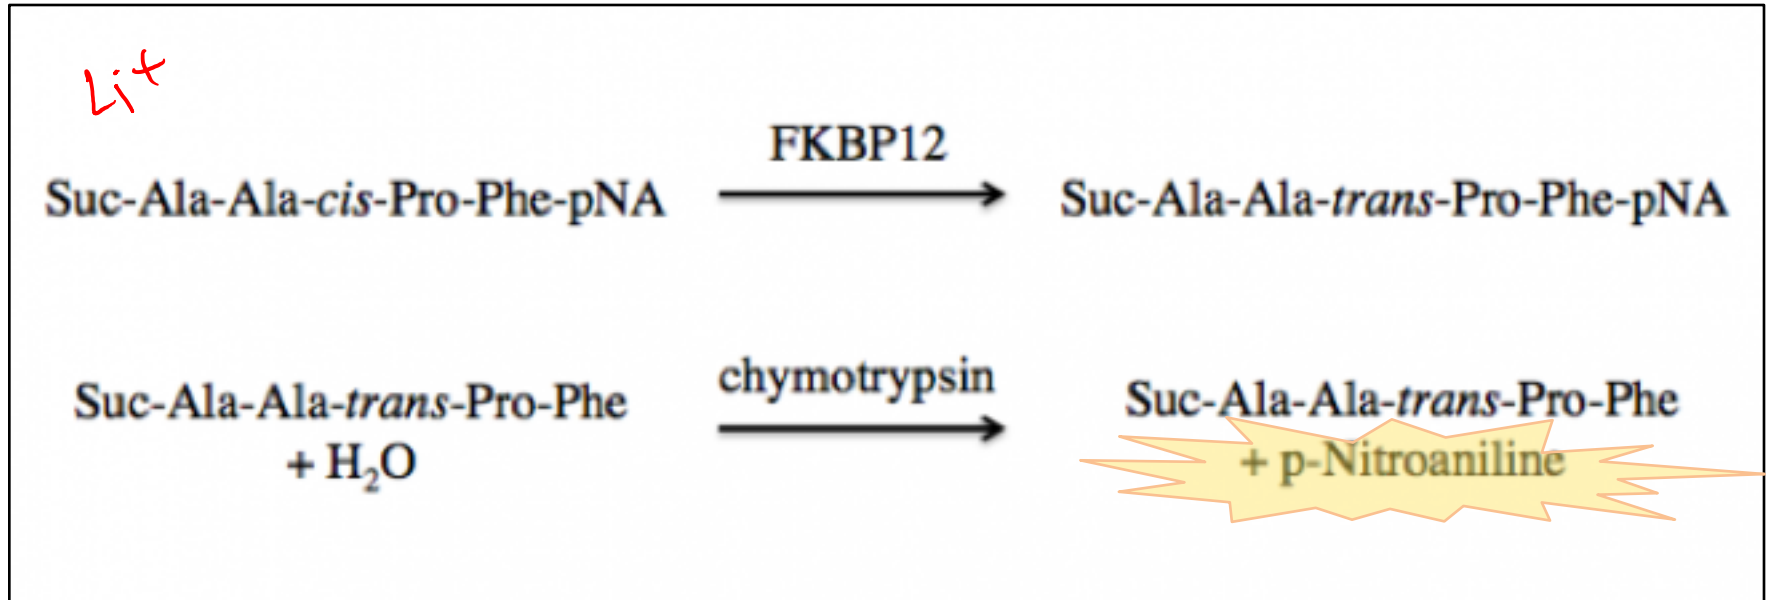 Li+
FKBP12
Suc-Ala-Ala-cis-Pro-Phe-pNA
Suc-Ala-Ala-trans-Pro-Phe-pNA
chymotrypsin
Suc-Ala-Ala-trans-Pro-Phe
+ H₂O
Suc-Ala-Ala-trans-Pro-Phe
+ p-Nitroaniline